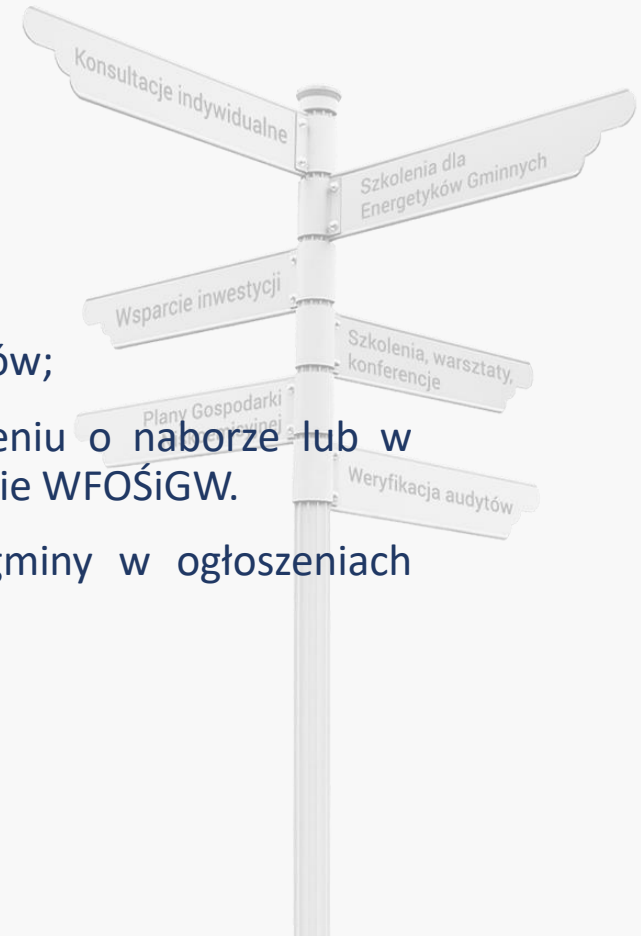 Konsultacje indywidualne
Szkolenia dla
Energetyków Gminnych
Wsparcie inwestycji
Szkolenia, warsztaty,
konferencje
ów;
Plany Gospodarki
Niskoemisyjnej
eniu o naborze lub w
ie WFOŚiGW.
Weryfikacja audytów
gminy w ogłoszeniach